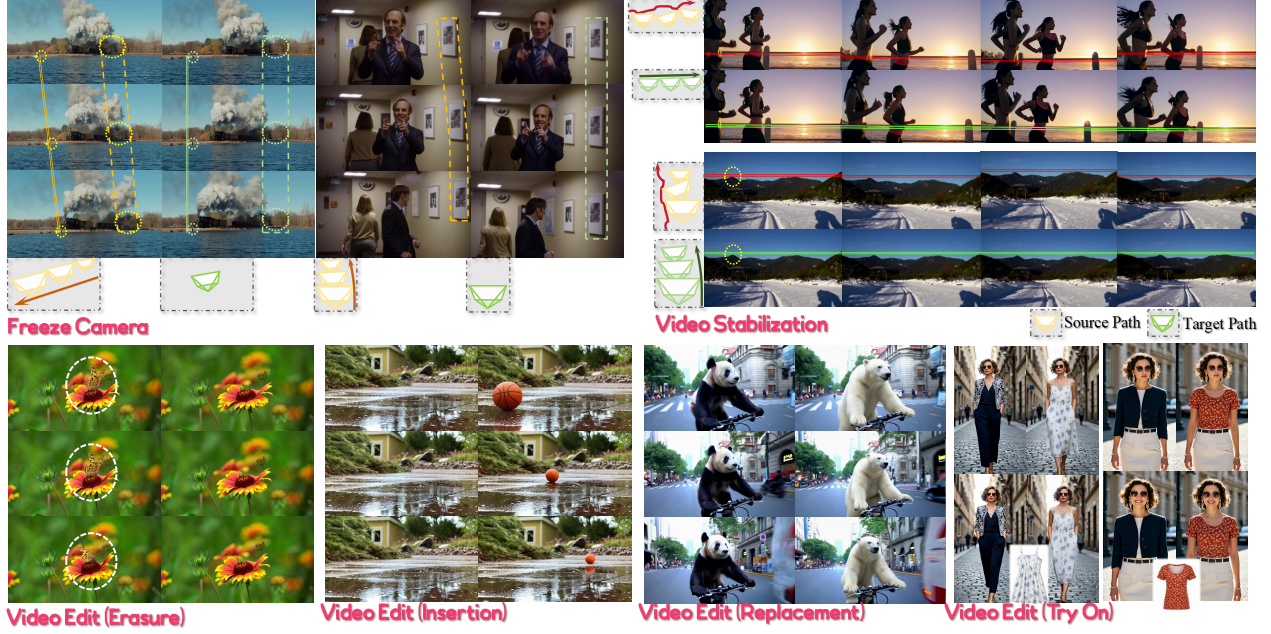 Freeze Camera
Video Stabilization
Source Path
Target Path
Video Edit (Erasure)
Video Edit (Insertion)
Video Edit (Replacement)
Video Edit (Try On)